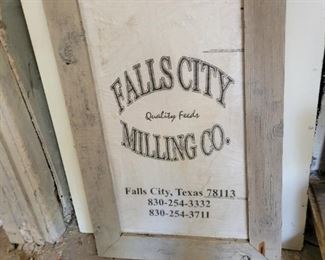 FALLS CITY
Quality Feeds
MILLING CO.
Falls City, Texas 78113
830-254-3332
830-254-3711